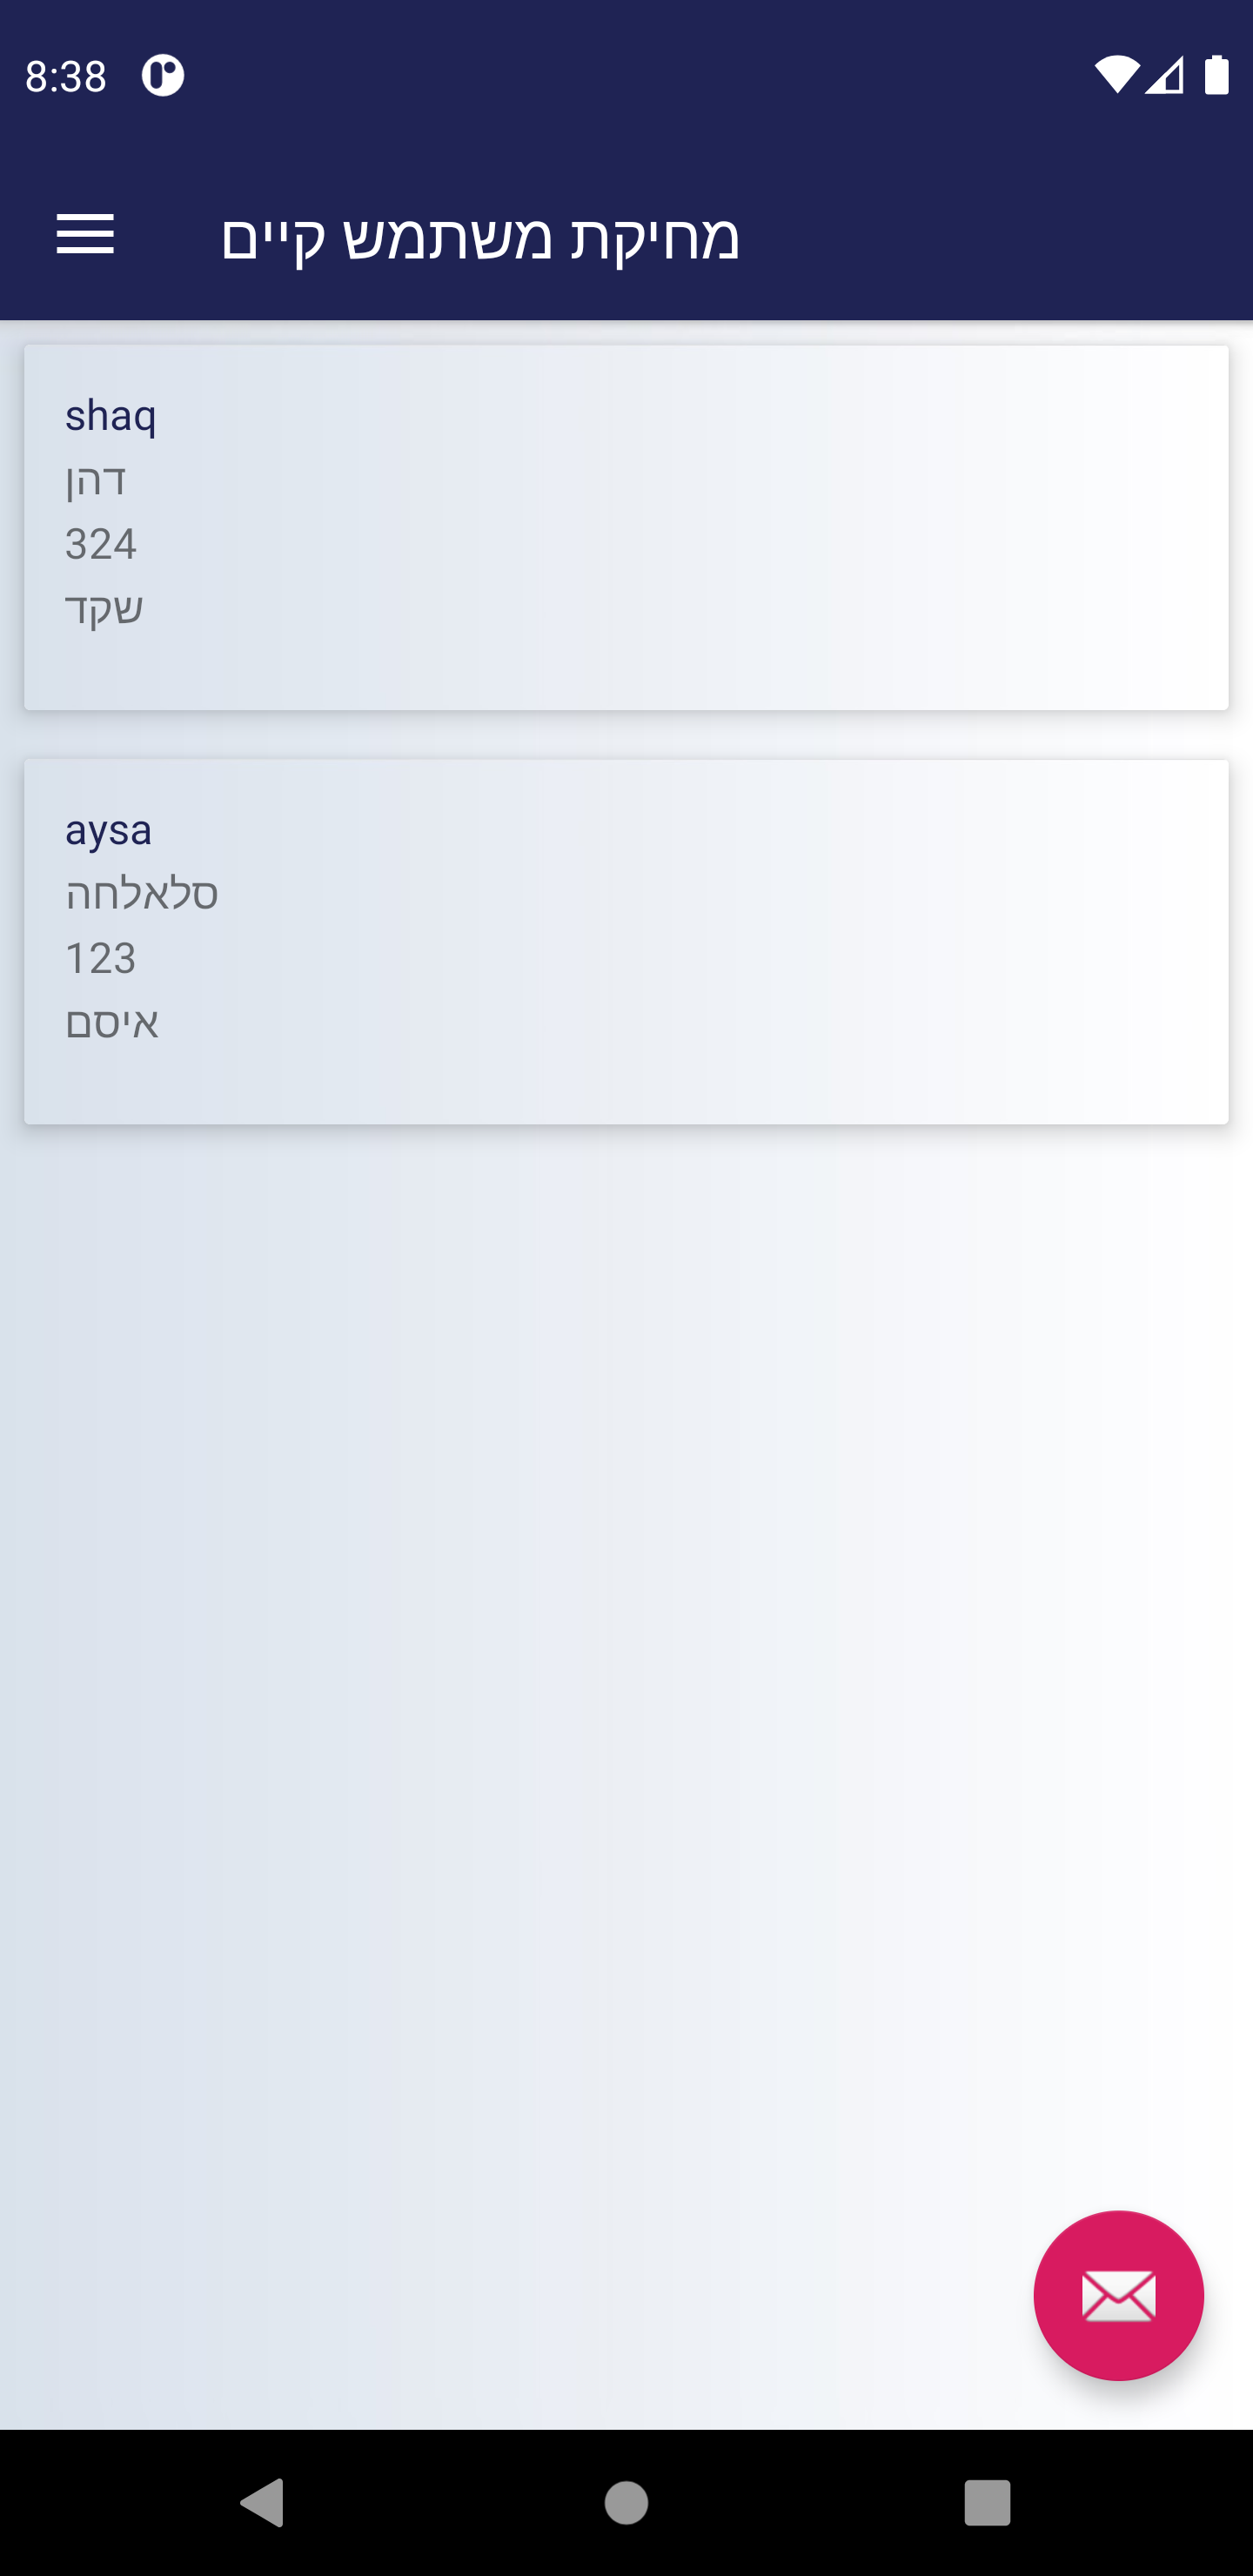 8:38
מחיקת משתמש קיים
shaq
דהן
324
שקד
aysa
סלאלחה
123
איסם